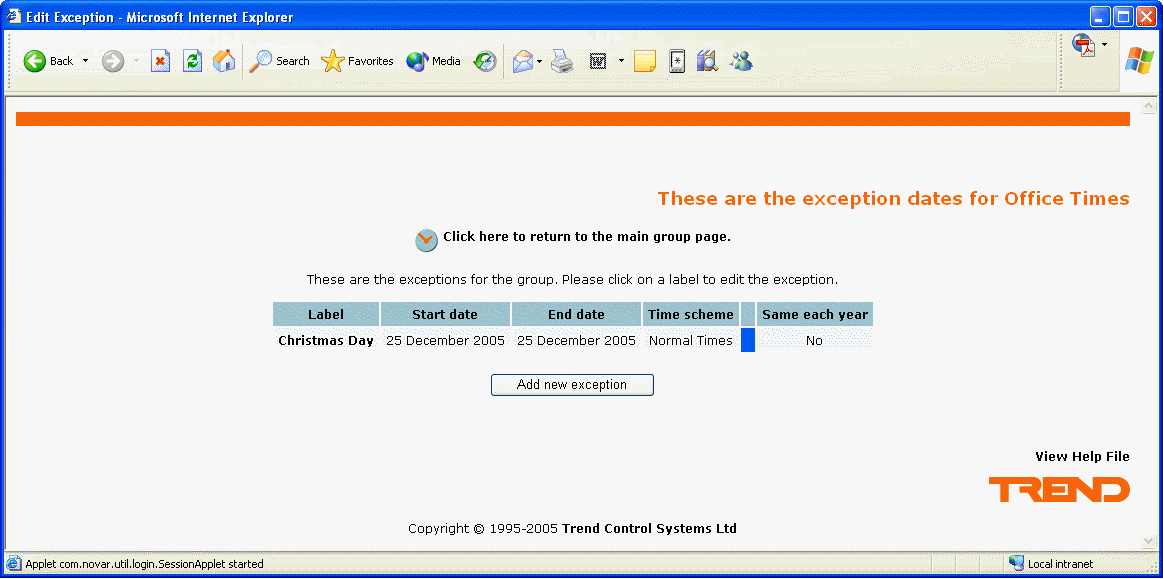 Edit Exception - Microsoft Internet Explorer
Back Search Favorites Media
These are the exception dates for Office Times
Click here to return to the main group page.
These are the exceptions for the group. Please click on a label to edit the exception.
Label Start date End date Time scheme Same each year
Christmas Day 25 December 2005 25 December 2005 Normal Times No
Add new exception
View Help File
TREND
Copyright © 1995-2005 Trend Control Systems Ltd
Applet com.novar.util.login.SessionApplet started Local intranet